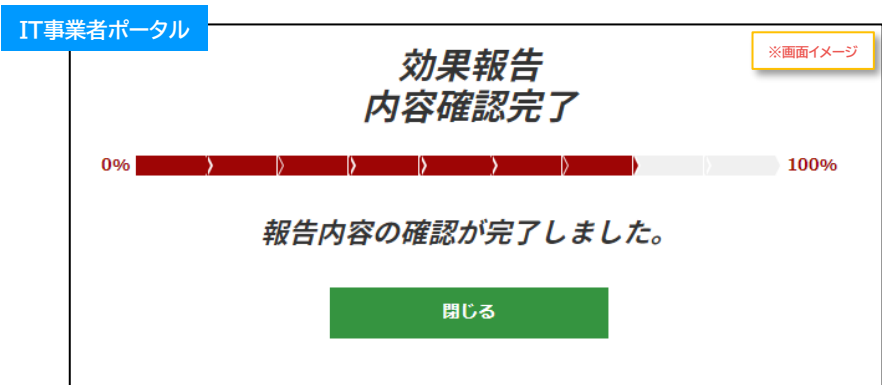 IT事業者ポータル
※画面イメージ
効果報告
内容確認完了
0% 100%
報告内容の確認が完了しました。
閉じる